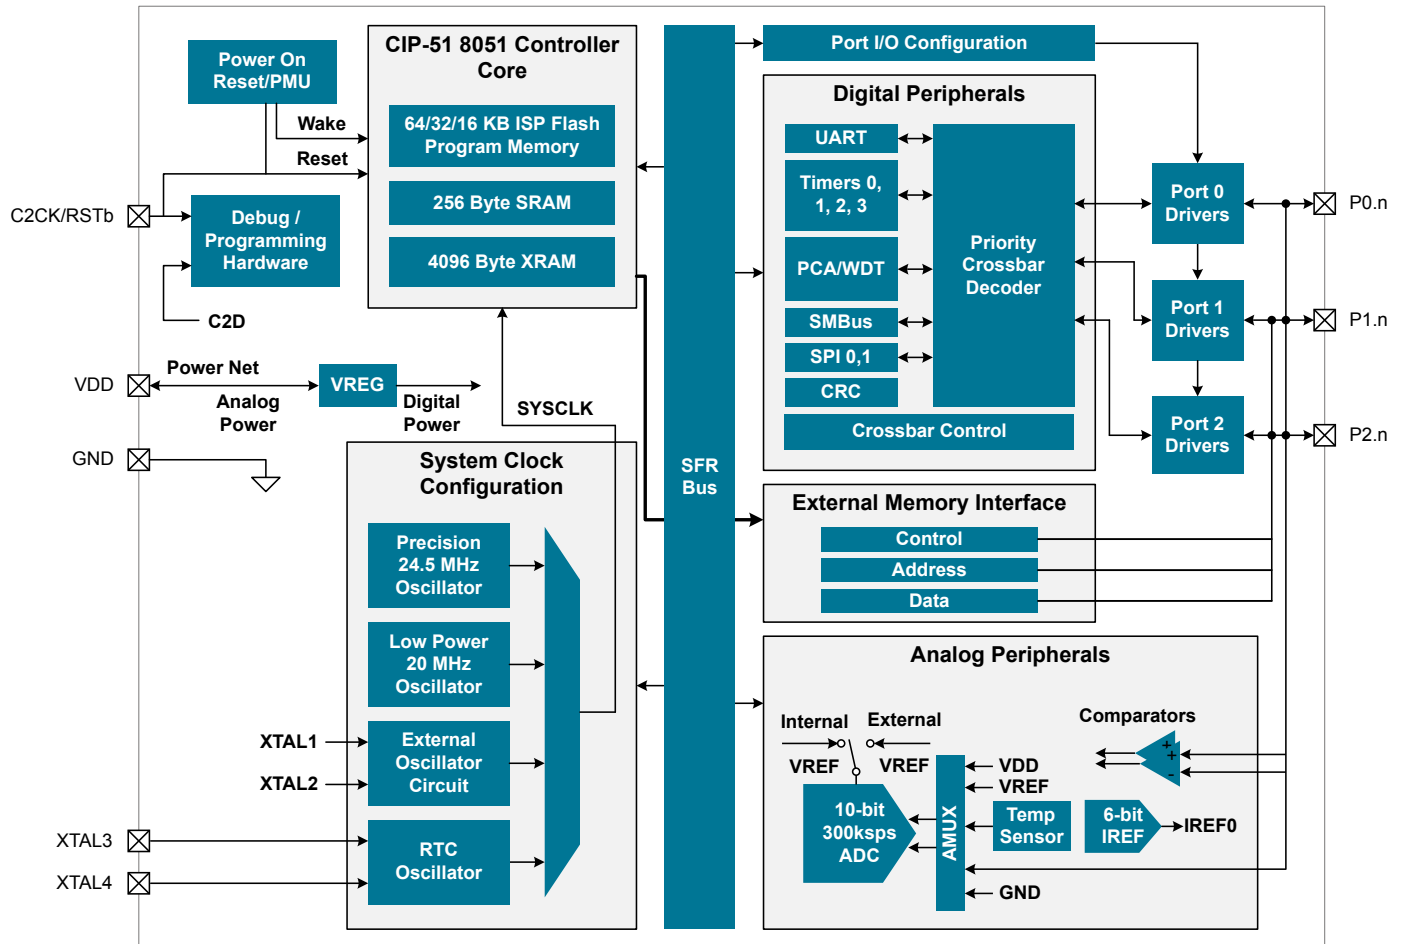 Power On
Reset/PMU
Wake
Reset
C2CK/RSTb
Debug /
Programming
Hardware
C2D
VDD
Power Net
VREG
Analog
Power
Digital
Power
GND
CIP-51 8051 Controller
Core
64/32/16 KB ISP Flash
Program Memory
256 Byte SRAM
4096 Byte XRAM
SYSCLK
System Clock
Configuration
Precision
24.5 MHz
Oscillator
Low Power
20 MHz
Oscillator
XTAL1
XTAL2
External
Oscillator
Circuit
XTAL3
XTAL4
RTC
Oscillator
SFR
Bus
Port I/O Configuration
Digital Peripherals
UART
Timers 0,
1, 2, 3
PCA/WDT
SMBus
SPI 0,1
CRC
Priority
Crossbar
Decoder
Crossbar Control
Port 0
Drivers
P0.n
Port 1
Drivers
P1.n
Port 2
Drivers
P2.n
External Memory Interface
Control
Address
Data
Analog Peripherals
Internal
VREF
External
VREF
Comparators
+
+
-
VDD
VREF
10-bit
300ksps
ADC
AMUX
Temp
Sensor
6-bit
IREF
IREF0
GND